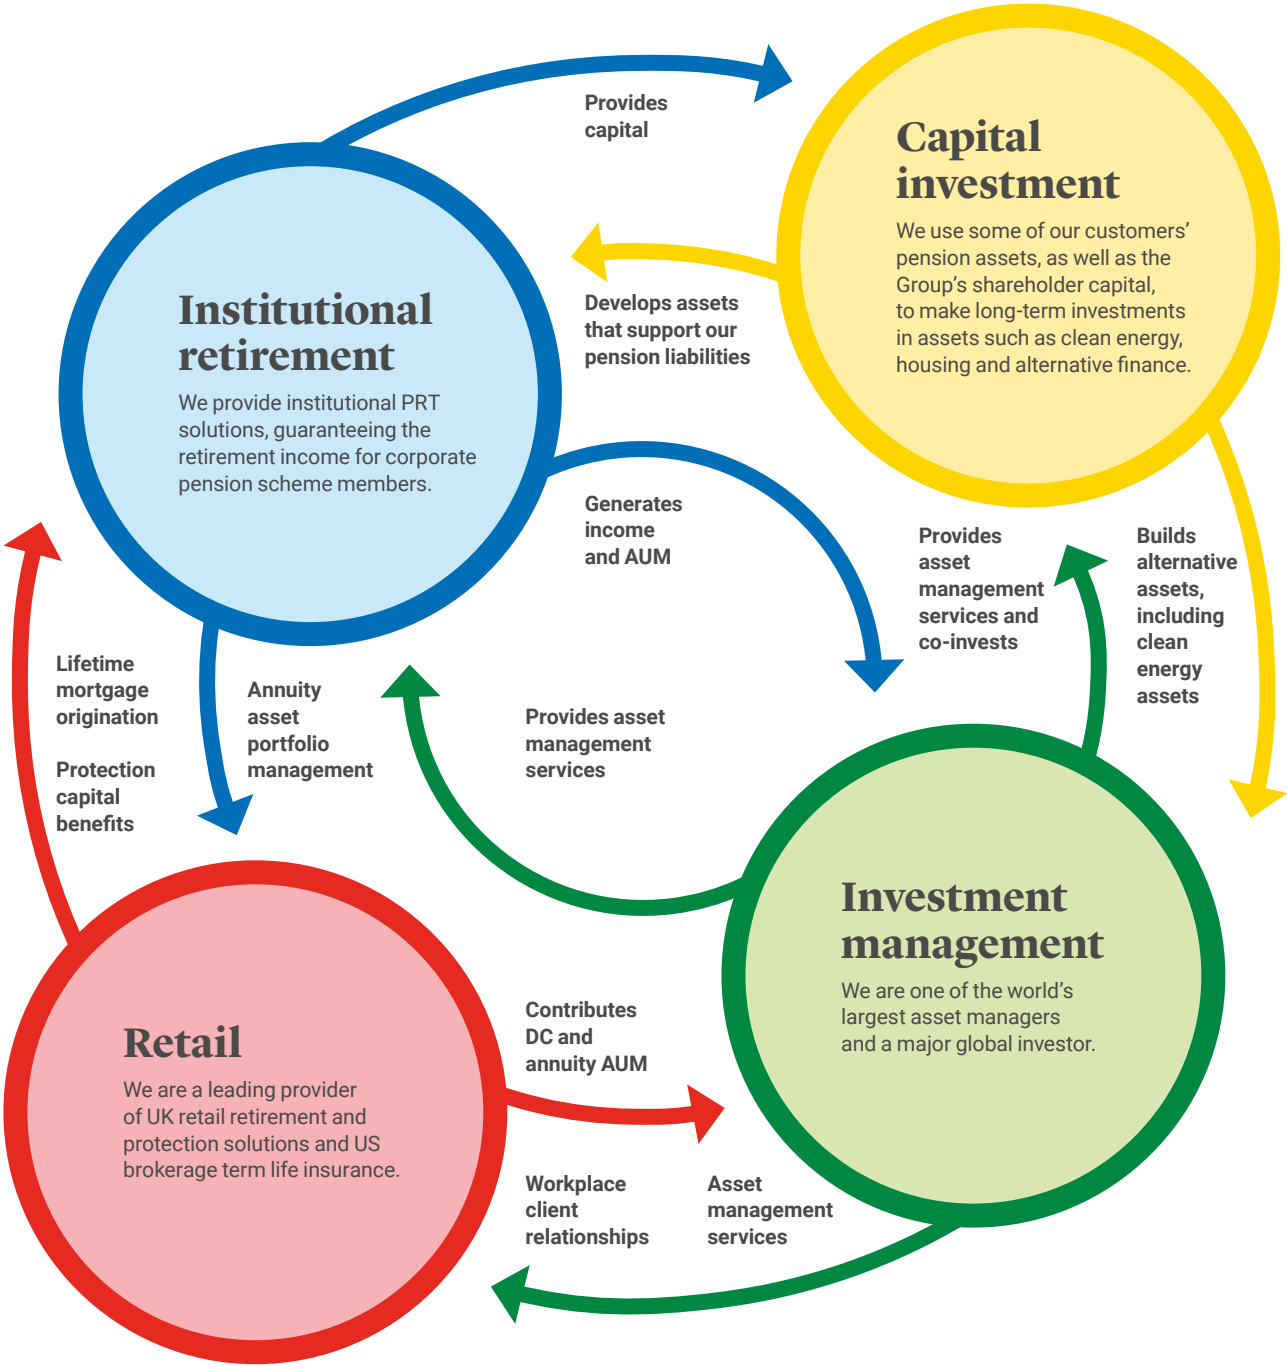 Provides
capital
Capital
investment
We use some of our customers’
pension assets, as well as the
Group’s shareholder capital,
to make long-term investments
in assets such as clean energy,
housing and alternative finance.
Develops assets
that support our
pension liabilities
Institutional
retirement
We provide institutional PRT
solutions, guaranteeing the
retirement income for corporate
pension scheme members.
Generates
income
and AUM
Provides
asset
management
services and
co-invests
Builds
alternative
assets,
including
clean
energy
assets
Lifetime
mortgage
origination
Protection
capital
benefits
Annuity
asset
portfolio
management
Provides asset
management
services
Investment
management
We are one of the world’s
largest asset managers
and a major global investor.
Retail
We are a leading provider
of UK retail retirement and
protection solutions and US
brokerage term life insurance.
Contributes
DC and
annuity AUM
Workplace
client
relationships
Asset
management
services